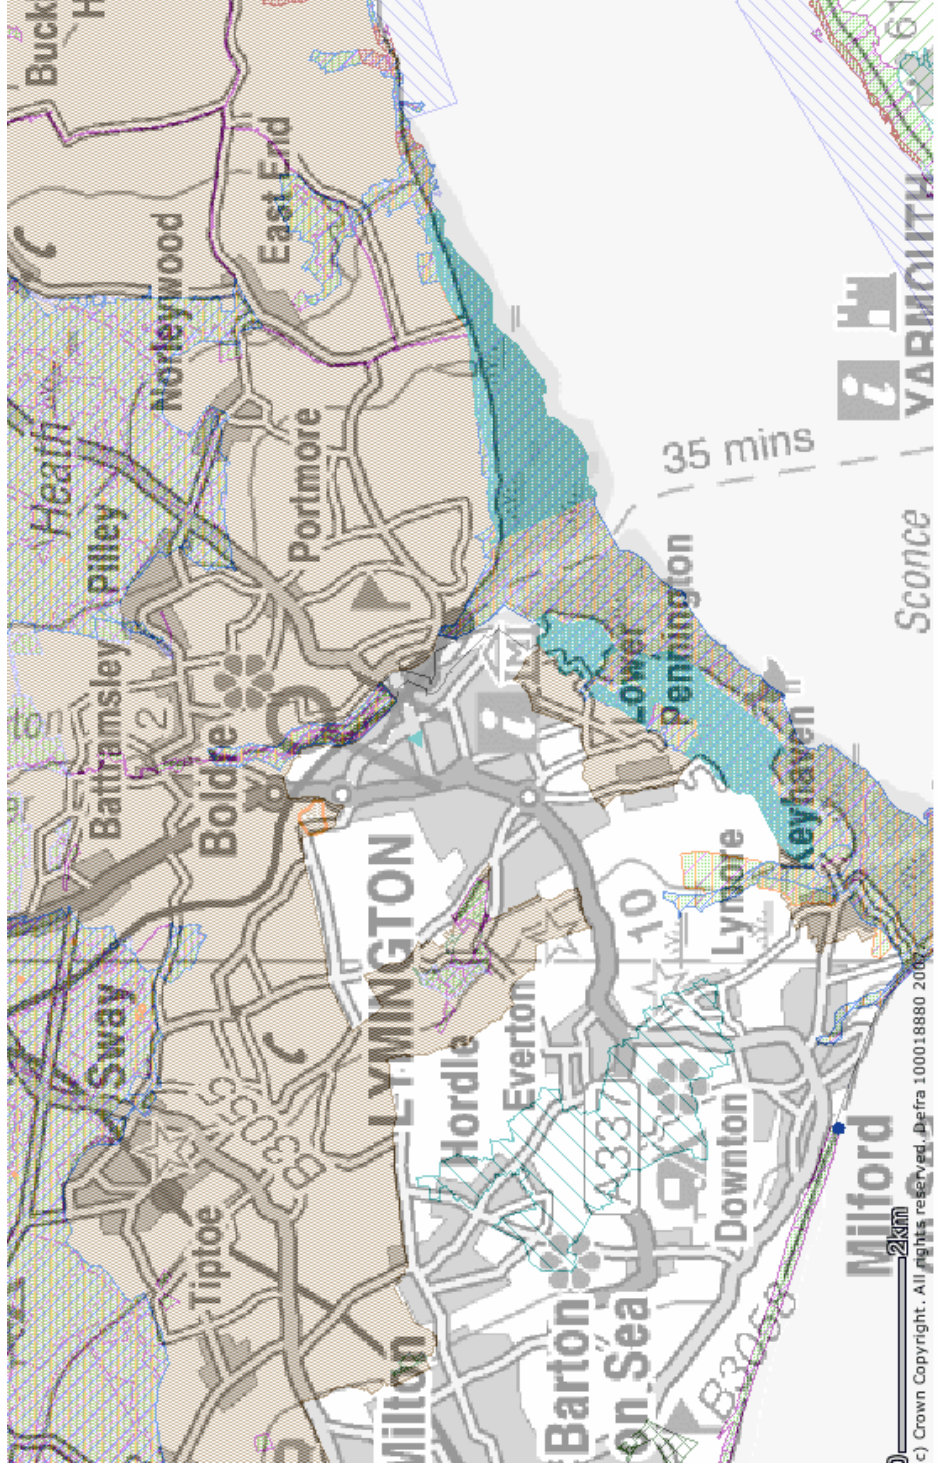 Buck
H
East End
Norleywood
Heath
Pilley
Portmore
Battramsley
Boldre
35 mins
YARMOUTH
Sconce
Lower
Pennington
Keyhaven
Lymore
LYMINGTON
Sway
Hordle
Everton
10
A337
Downton
Tiptoe
B3055
Milton
Barton
on Sea
B3058
Milford
2km
c) Crown Copyright. All rights reserved. Defra 100018880 2007.